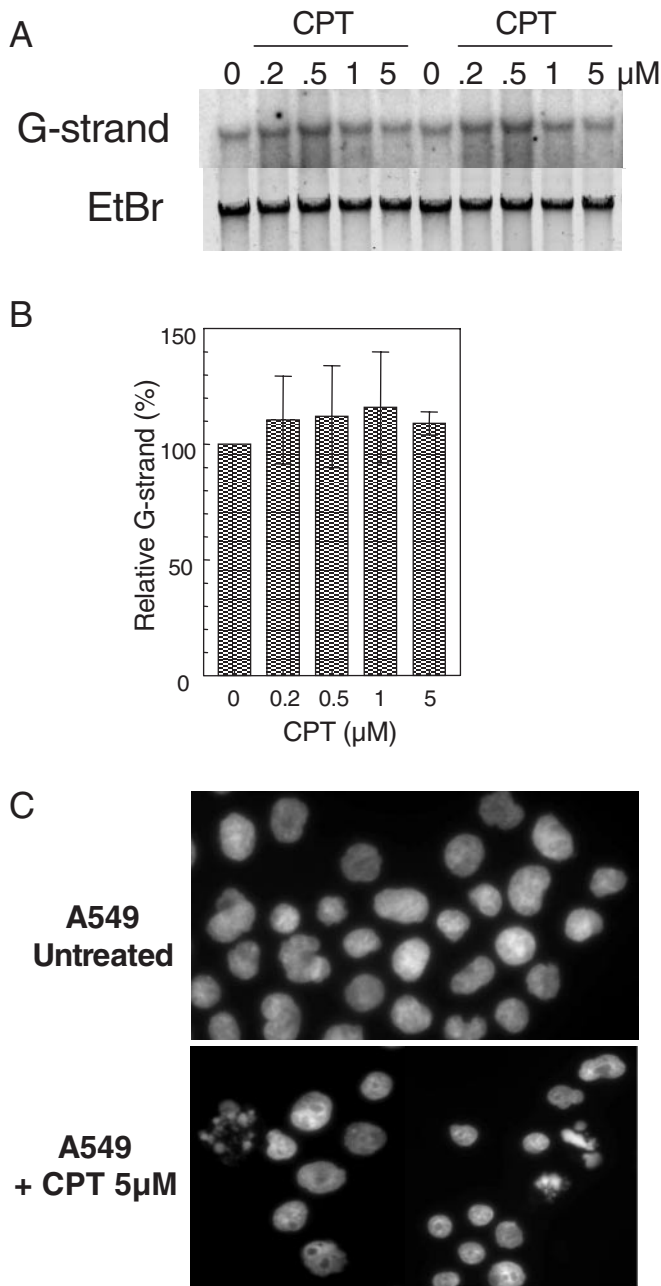 A
CPT CPT
0 .2 .5 1 5 0 .2 .5 1 5 µM
G-strand
EtBr
B
150
100
50
0
Relative G-strand (%)
0 0.2 0.5 1 5
CPT (µM)
C
A549
Untreated
A549
+ CPT 5µM